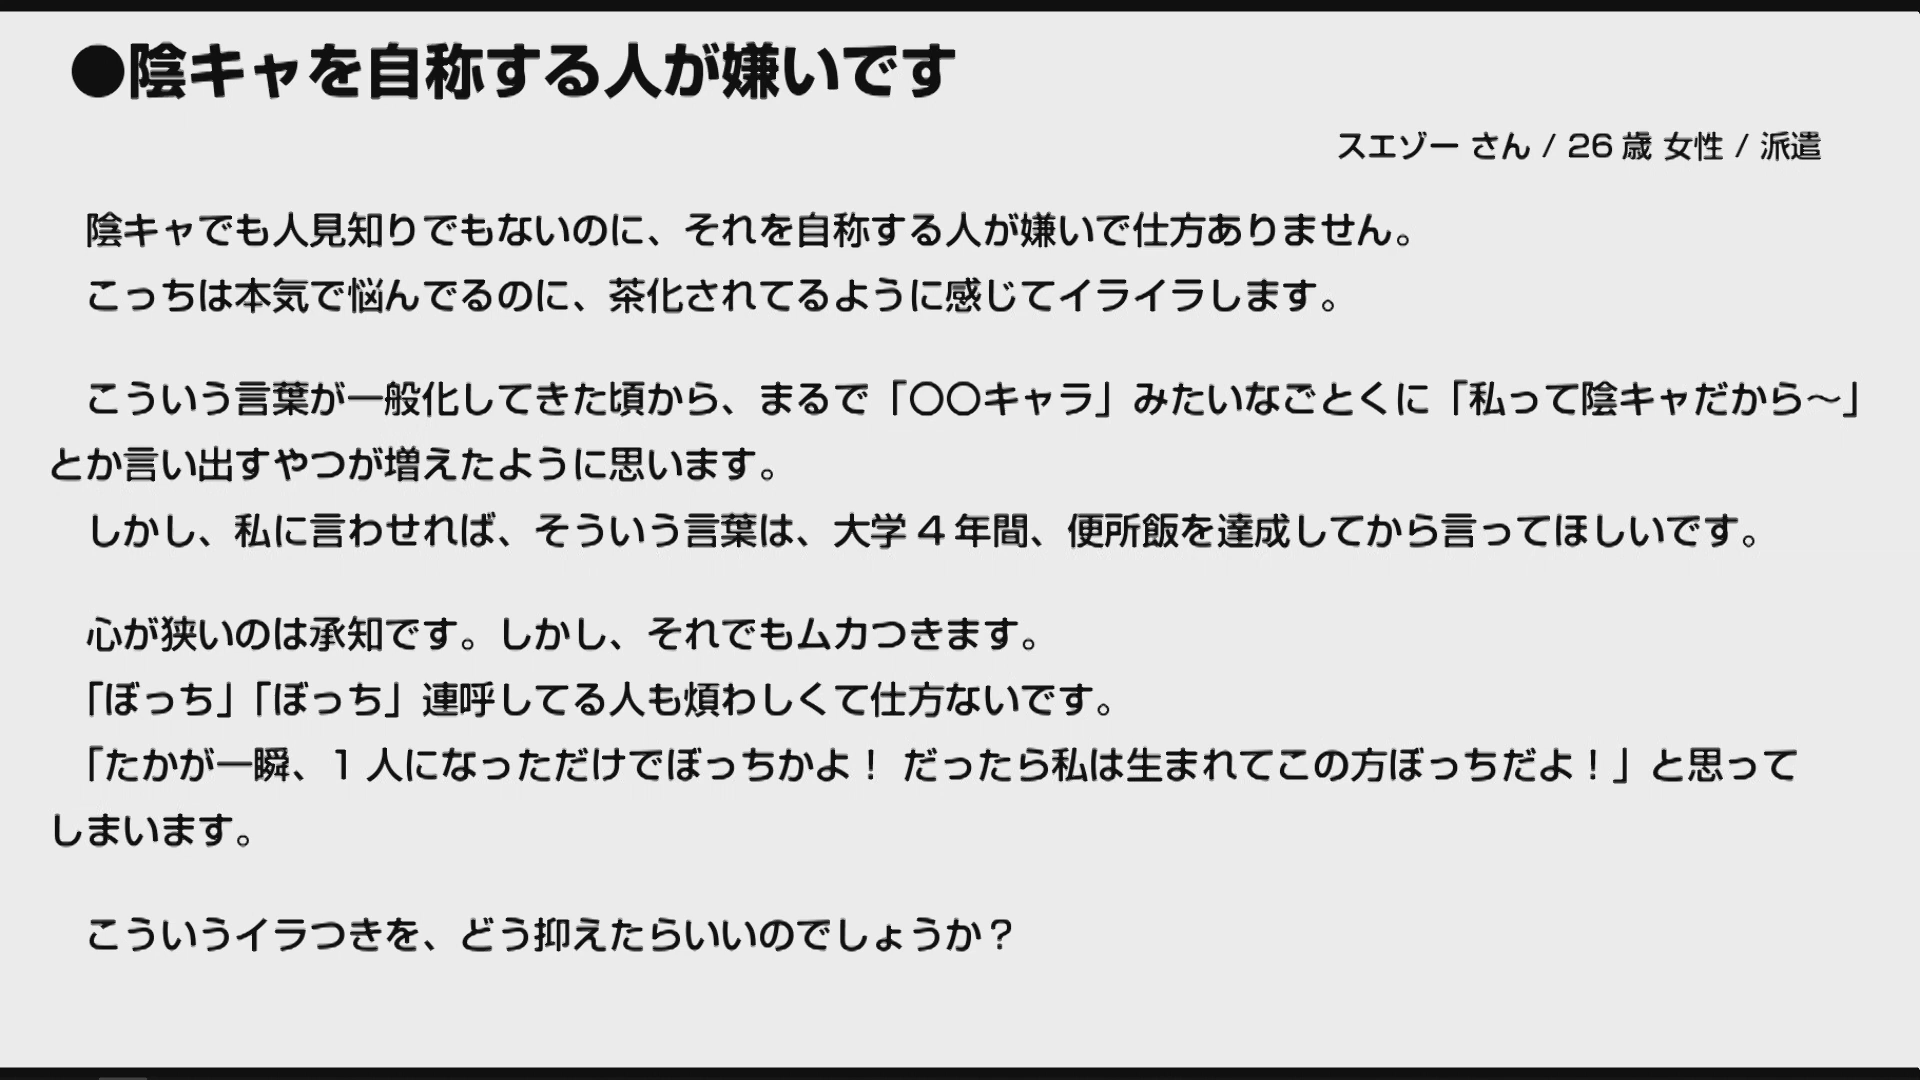 ●陰キャを自称する人が嫌いです
スエゾー さん / 26 歳 女性 / 派遣
陰キャでも人見知りでもないのに、それを自称する人が嫌いで仕方ありません。
こっちは本気で悩んでるのに、茶化されてるように感じてイライラします。
こういう言葉が一般化してきた頃から、まるで「〇〇キャラ」みたいなごとくに「私って陰キャだから〜」
とか言い出すやつが増えたように思います。
しかし、私に言わせれば、そういう言葉は、大学 4 年間、便所飯を達成してから言ってほしいです。
心が狭いのは承知です。しかし、それでもムカつきます。
「ぼっち」「ぼっち」連呼してる人も煩わしくて仕方ないです。
「たかが一瞬、1 人になっただけでぼっちかよ！ だったら私は生まれてこの方ぼっちだよ！」と思って
しまいます。
こういうイラつきを、どう抑えたらいいのでしょうか？